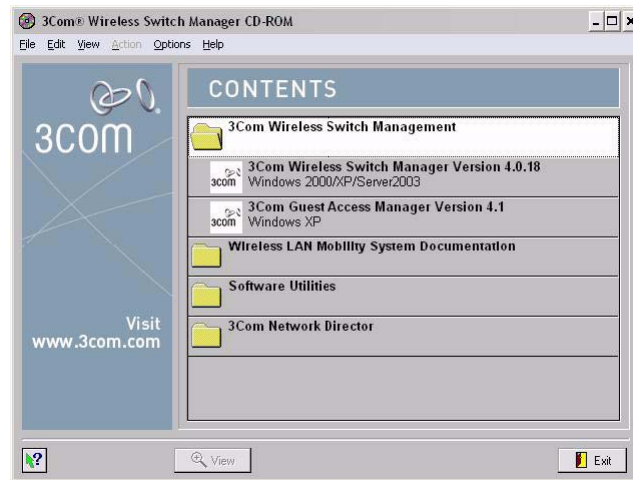 3Com® Wireless Switch Manager CD-ROM
File Edit View Action Options Help
3COM
CONTENTS
3Com Wireless Switch Management
3com
3Com Wireless Switch Manager Version 4.0.18
Windows 2000/XP/Server2003
3com
3Com Guest Access Manager Version 4.1
Windows XP
Wireless LAN Mobility System Documentation
Software Utilities
3Com Network Director
Visit
www.3com.com
?
View
Exit